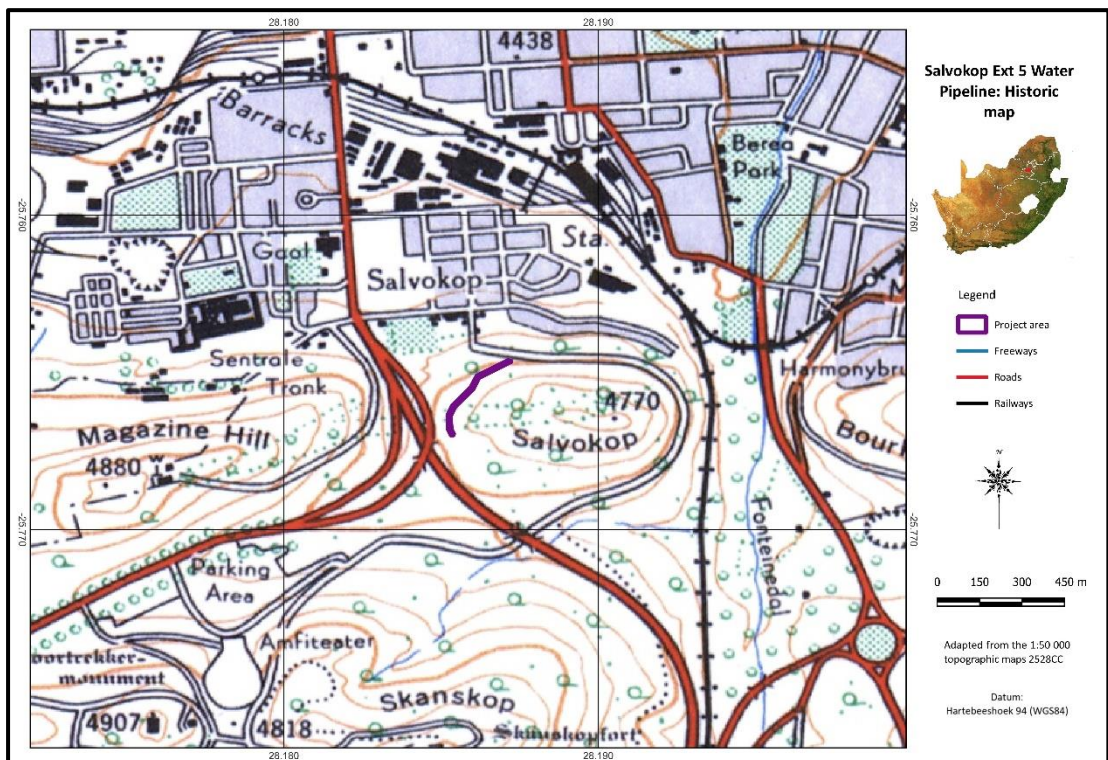 28.180
28.190
4438
Barracks
Berea
Park
-25.760
-25.760
Gaol
Sta.
Salvokop
Sentrale
Tronk
Harmonybru
4770
Magazine Hill
Salvokop
Bour
4880
W
-25.770
-25.770
Parking
Area
Fonteinedal
Amfiteater
oortrekker-
monument
Skanskop
4907
4818
Skanskopfort
28.180
28.190
Salvokop Ext 5 Water
Pipeline: Historic
map
Legend
Project area
Freeways
Roads
Railways
N
0 150 300 450 m
Adapted from the 1:50 000
topographic maps 2528CC
Datum:
Hartebeeshoek 94 (WGS84)